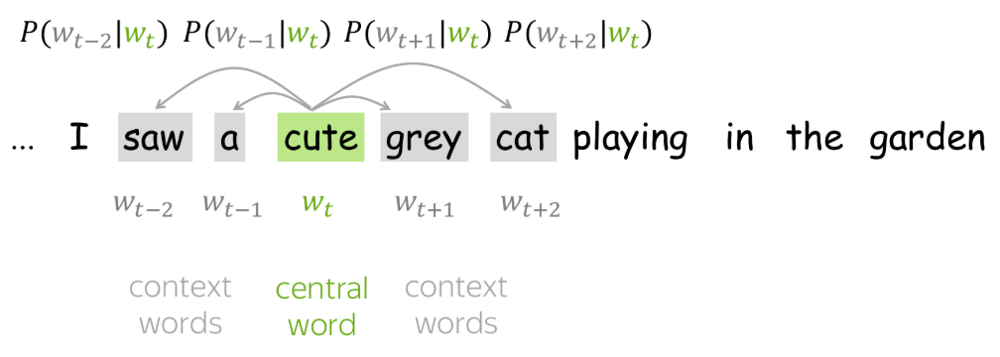 P(w_{t−2}|w_t) P(w_{t−1}|w_t) P(w_{t+1}|w_t) P(w_{t+2}|w_t)
... I saw a cute grey cat playing in the garden
w_{t−2} w_{t−1} w_t w_{t+1} w_{t+2}
context central context
words word words